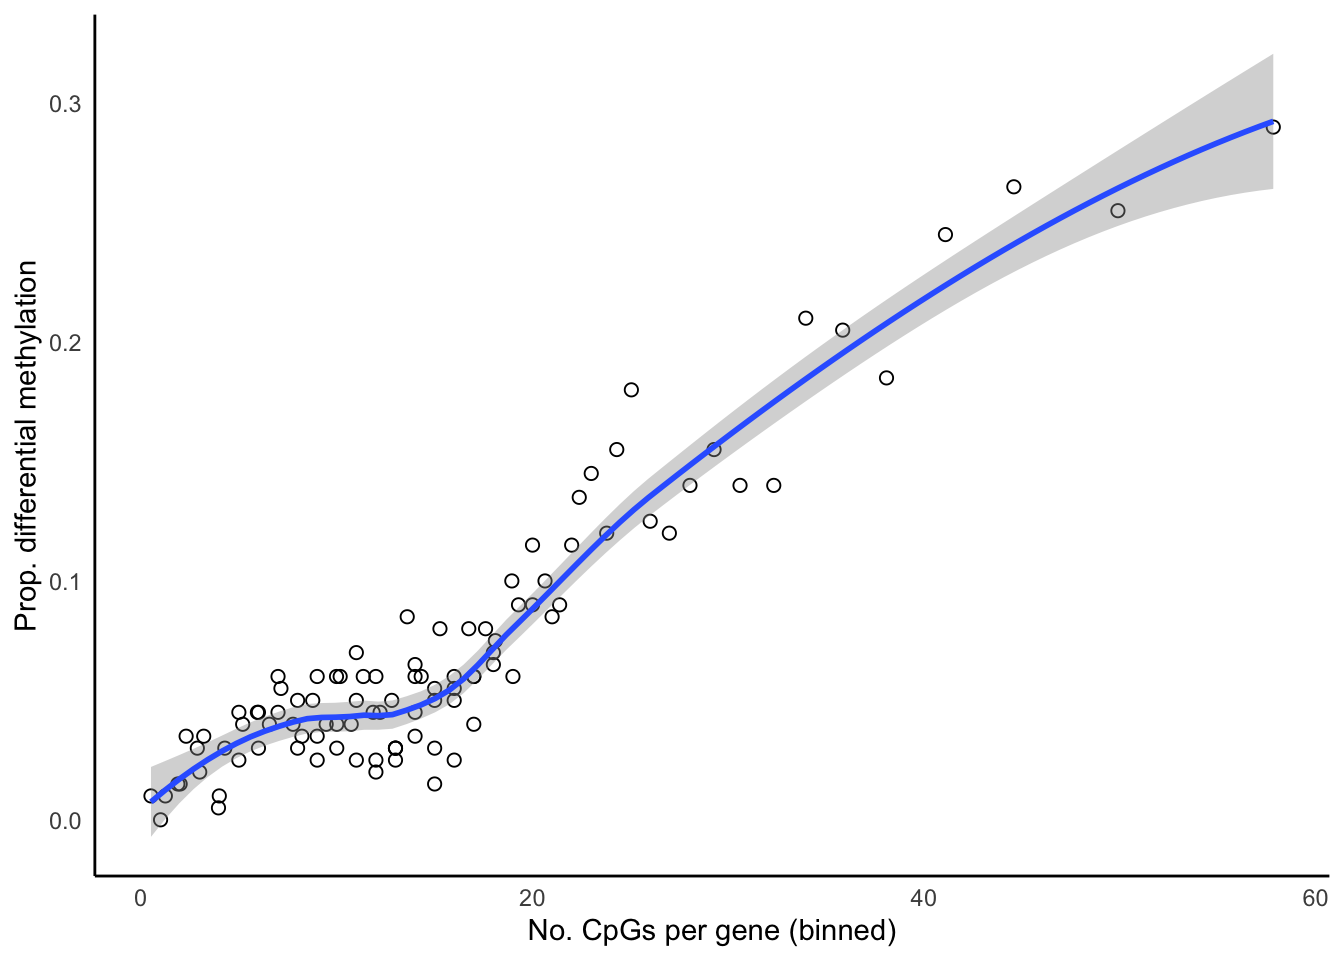 Prop. differential methylation
0.3
0.2
0.1
0.0
0 20 40 60
No. CpGs per gene (binned)